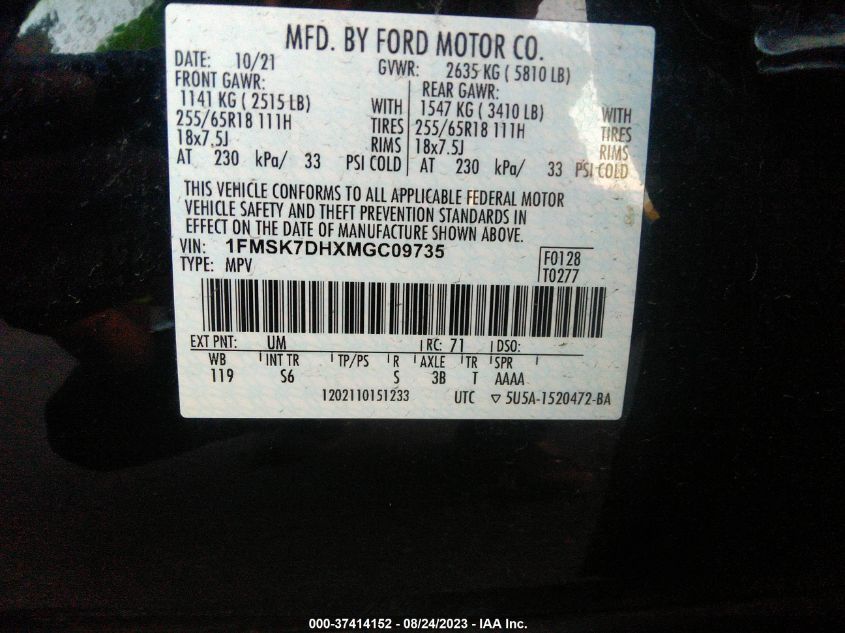 MFD. BY FORD MOTOR CO.
DATE: 10/21 GVWR: 2635 KG ( 5810 LB)
FRONT GAWR: REAR GAWR:
1141 KG ( 2515 LB) WITH 1547 KG ( 3410 LB) WITH
255/65R18 111H TIRES 255/65R18 111H TIRES
18x7.5J RIMS 18x7.5J RIMS
AT 230 kPa/ 33 PSI COLD AT 230 kPa/ 33 PSI COLD
THIS VEHICLE CONFORMS TO ALL APPLICABLE FEDERAL MOTOR
VEHICLE SAFETY AND THEFT PREVENTION STANDARDS IN
EFFECT ON THE DATE OF MANUFACTURE SHOWN ABOVE.
VIN: 1FMSK7DHXMGC09735 F0128
TYPE: MPV T0277
EXT PNT: UM RC: 71 DSO:
WB INT TR TP/PS R AXLE TR SPR
119 S6 S 3B T AAAA
1202110151233 UTC ▽ 5U5A-1520472-BA
000-37414152 - 08/24/2023 - IAA Inc.